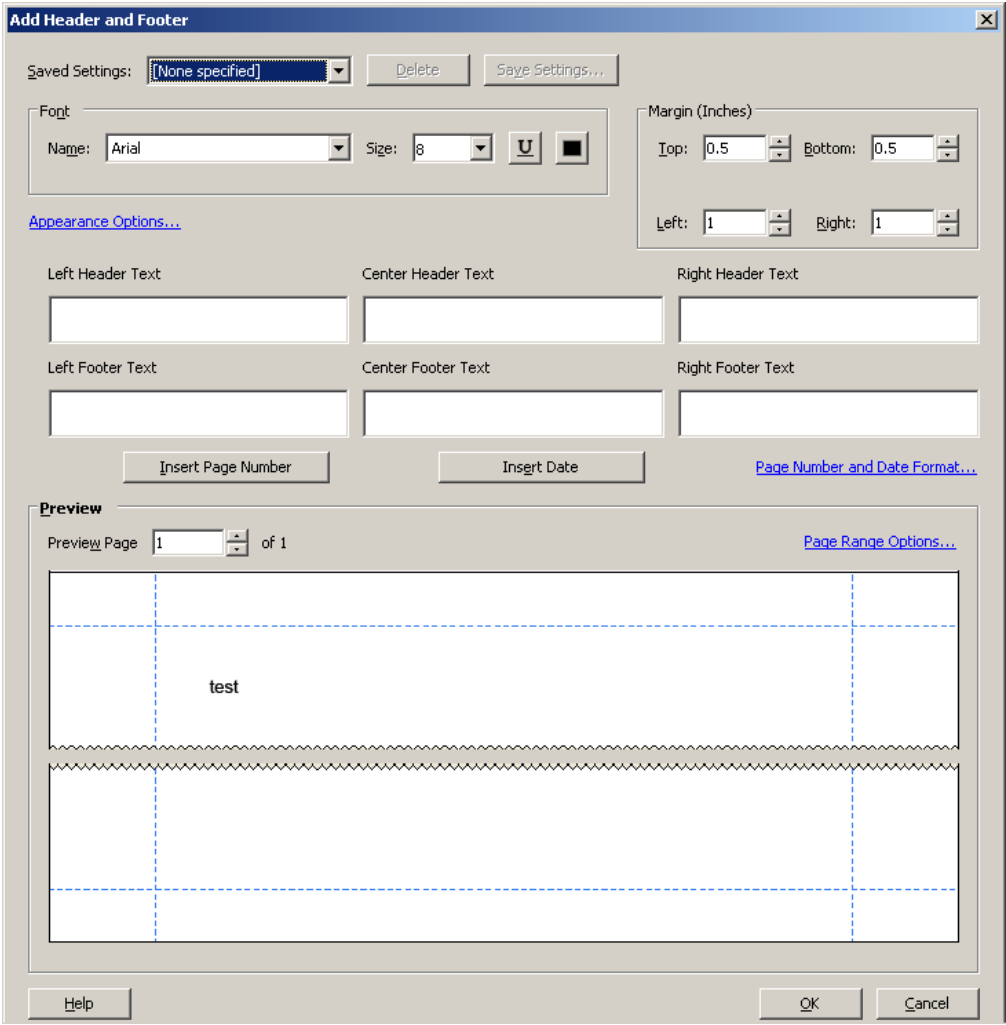 Add Header and Footer
Saved Settings: [None specified] Delete Save Settings...
Font
Name: Arial Size: 8 U
Margin (Inches)
Top: 0.5 Bottom: 0.5
Left: 1 Right: 1
Appearance Options...
Left Header Text Center Header Text Right Header Text
Left Footer Text Center Footer Text Right Footer Text
Insert Page Number Insert Date Page Number and Date Format...
Preview
Preview Page 1 of 1 Page Range Options...
test
Help OK Cancel